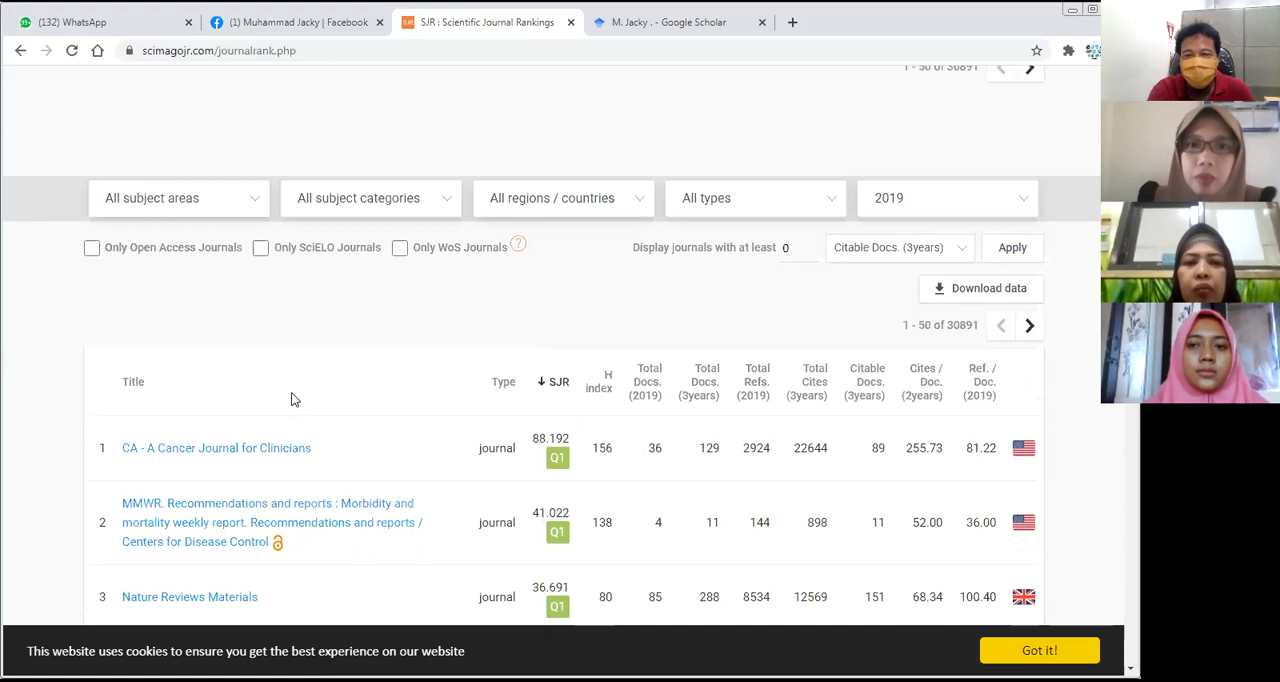 99+ (132) WhatsApp
(1) Muhammad Jacky | Facebook
SJR SJR : Scientific Journal Rankings
M. Jacky . - Google Scholar
scimagojr.com/journalrank.php
1 - 50 of 30891
All subject areas
All subject categories
All regions / countries
All types
2019
Only Open Access Journals
Only SciELO Journals
Only WoS Journals ?
Display journals with at least 0
Citable Docs. (3years)
Apply
Download data
1 - 50 of 30891
Title
Type
SJR
H index
Total Docs. (2019)
Total Docs. (3years)
Total Refs. (2019)
Total Cites (3years)
Citable Docs. (3years)
Cites / Doc. (2years)
Ref. / Doc. (2019)
1 CA - A Cancer Journal for Clinicians journal 88.192 Q1 156 36 129 2924 22644 89 255.73 81.22
2 MMWR. Recommendations and reports : Morbidity and
mortality weekly report. Recommendations and reports /
Centers for Disease Control journal 41.022 Q1 138 4 11 144 898 11 52.00 36.00
3 Nature Reviews Materials journal 36.691 Q1 80 85 288 8534 12569 151 68.34 100.40
This website uses cookies to ensure you get the best experience on our website
Got it!